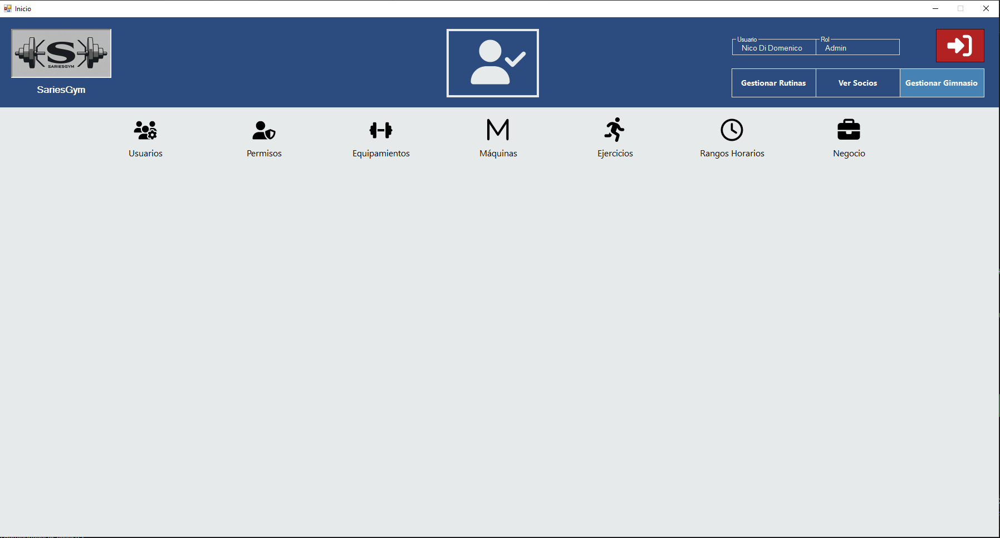 Inicio
S
SARIESGYM
SariesGym
Usuario
Nico Di Domenico
Rol
Admin
Gestionar Rutinas
Ver Socios
Gestionar Gimnasio
M
Usuarios
Permisos
Equipamientos
Máquinas
Ejercicios
Rangos Horarios
Negocio